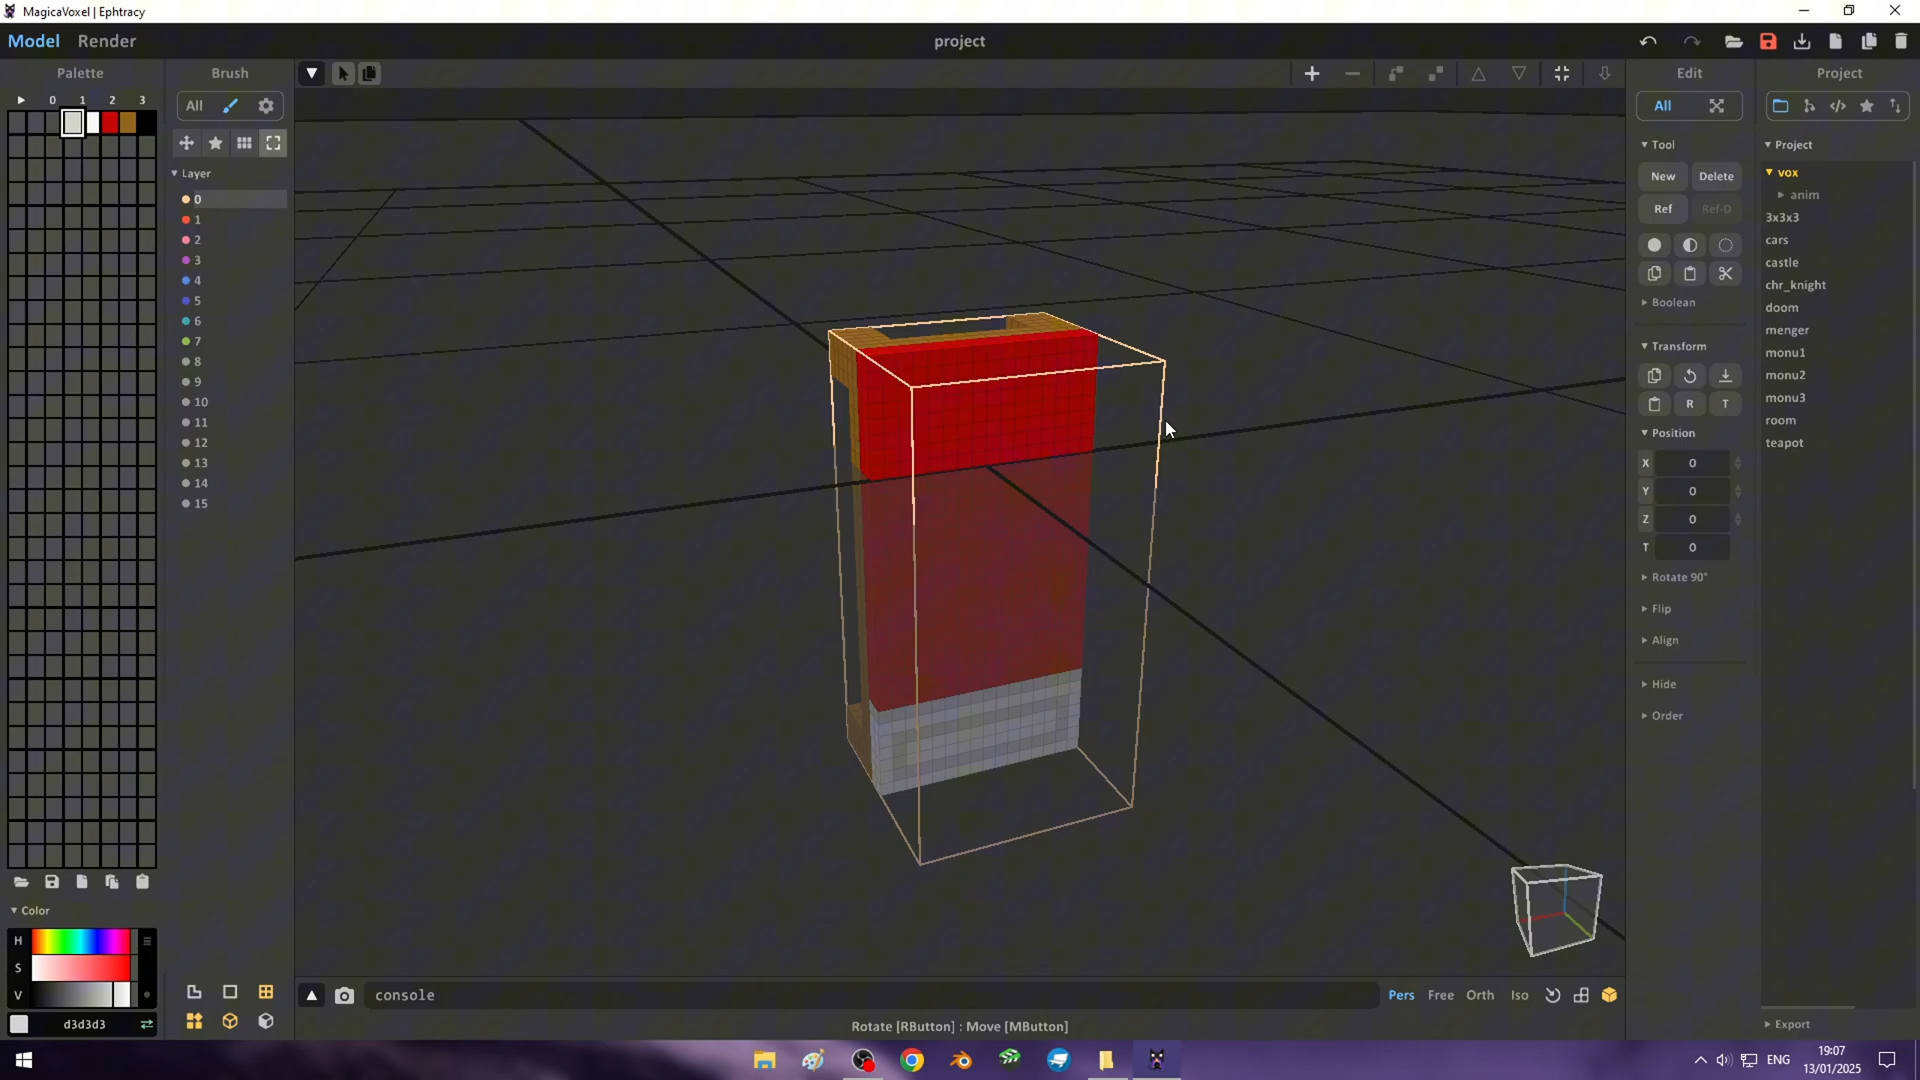 MagicaVoxel | Ephtracy
Model Render
project
Palette
Brush
Edit
Project
0 1 2 3
All
All
Layer
0
1
2
3
4
5
6
7
8
9
10
11
12
13
14
15
Tool
New Delete
Ref Ref-D
Boolean
Transform
R T
Position
X 0
Y 0
Z 0
T 0
Rotate 90°
Flip
Align
Hide
Order
Project
vox
anim
3x3x3
cars
castle
chr_knight
doom
menger
monu1
monu2
monu3
room
teapot
Export
Color
H
S
V
d3d3d3
console
Pers Free Orth Iso
Rotate [RButton] : Move [MButton]
ENG
19:07
13/01/2025